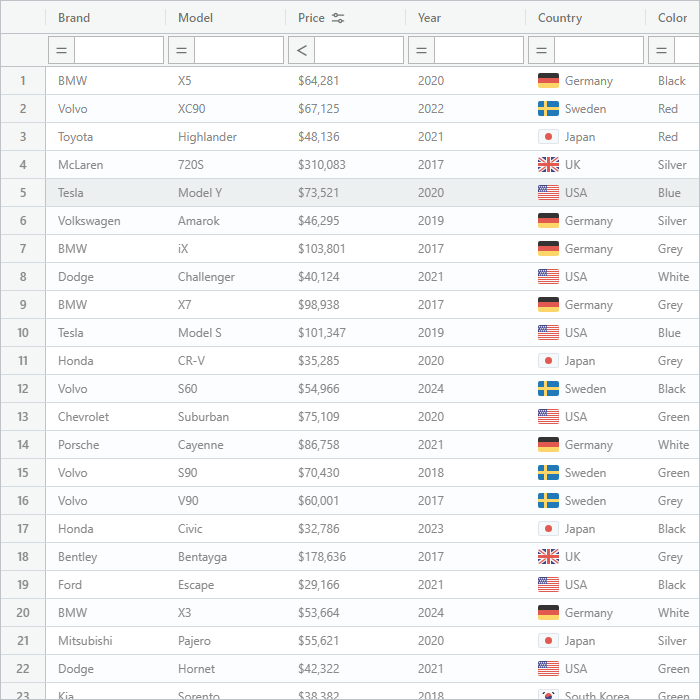 Brand Model Price Year Country Color
= = < = = =
1 BMW X5 $64,281 2020 Germany Black
2 Volvo XC90 $67,125 2022 Sweden Red
3 Toyota Highlander $48,136 2021 Japan Red
4 McLaren 720S $310,083 2017 UK Silver
5 Tesla Model Y $73,521 2020 USA Blue
6 Volkswagen Amarok $46,295 2019 Germany Silver
7 BMW iX $103,801 2017 Germany Grey
8 Dodge Challenger $40,124 2021 USA White
9 BMW X7 $98,938 2017 Germany Grey
10 Tesla Model S $101,347 2019 USA Blue
11 Honda CR-V $35,285 2020 Japan Grey
12 Volvo S60 $54,966 2024 Sweden Black
13 Chevrolet Suburban $75,109 2020 USA Green
14 Porsche Cayenne $86,758 2021 Germany White
15 Volvo S90 $70,430 2018 Sweden Green
16 Volvo V90 $60,001 2017 Sweden Grey
17 Honda Civic $32,786 2023 Japan Black
18 Bentley Bentayga $178,636 2017 UK Grey
19 Ford Escape $29,166 2021 USA Black
20 BMW X3 $53,664 2024 Germany White
21 Mitsubishi Pajero $55,621 2020 Japan Silver
22 Dodge Hornet $42,322 2021 USA Green
23 Kia Sorento $38,382 2018 South Korea Green